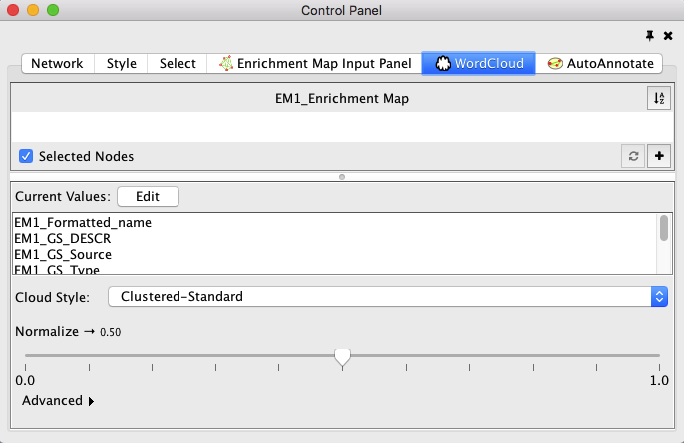 Control Panel
Network Style Select Enrichment Map Input Panel WordCloud AutoAnnotate
EM1_Enrichment Map
Selected Nodes
Current Values: Edit
EM1_Formatted_name
EM1_GS_DESCR
EM1_GS_Source
EM1_GS_Type
Cloud Style: Clustered-Standard
Normalize → 0.50
0.0 1.0
Advanced